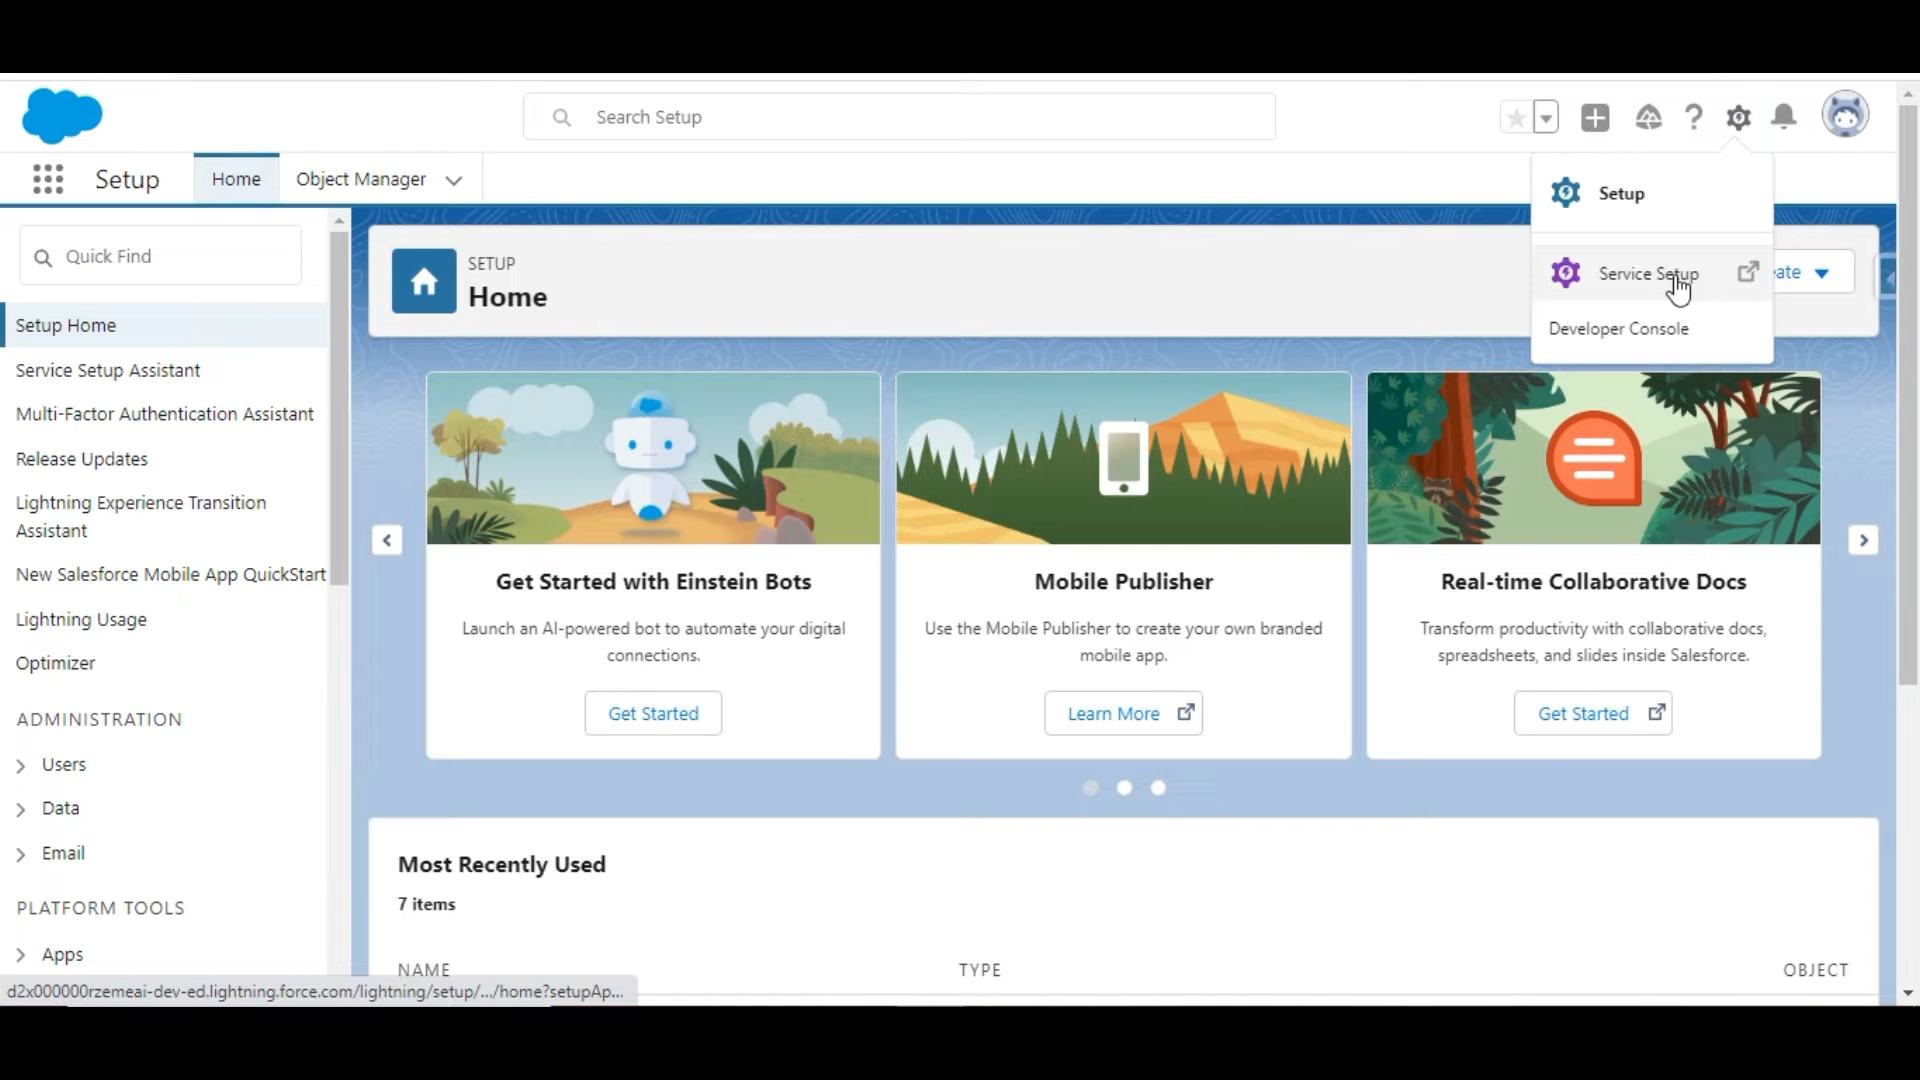 Search Setup
?
Setup
Home
Object Manager
Setup
Service Setup
Developer Console
Quick Find
SETUP
Home
eate
Setup Home
Service Setup Assistant
Multi-Factor Authentication Assistant
Release Updates
Lightning Experience Transition
Assistant
New Salesforce Mobile App QuickStart
Lightning Usage
Optimizer
ADMINISTRATION
Users
Data
Email
PLATFORM TOOLS
Apps
Get Started with Einstein Bots
Launch an AI-powered bot to automate your digital
connections.
Get Started
Mobile Publisher
Use the Mobile Publisher to create your own branded
mobile app.
Learn More
Real-time Collaborative Docs
Transform productivity with collaborative docs,
spreadsheets, and slides inside Salesforce.
Get Started
Most Recently Used
7 items
NAME
TYPE
OBJECT
d2x000000rzemeai-dev-ed.lightning.force.com/lightning/setup/.../home?setupAp...